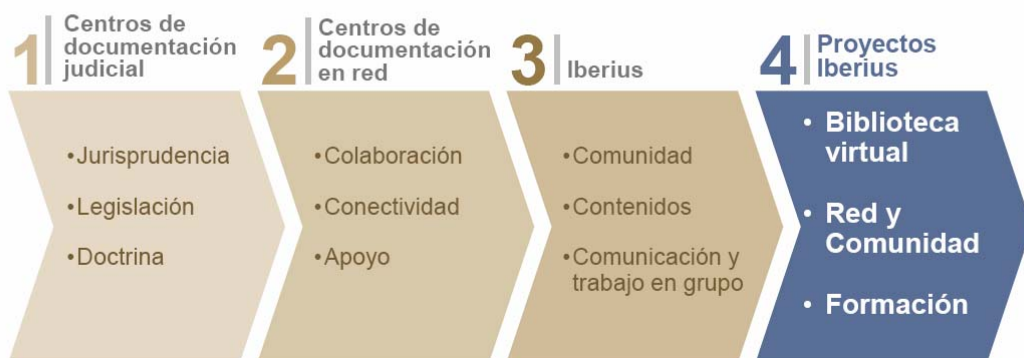 1
Centros de
documentación
judicial
•Jurisprudencia
•Legislación
•Doctrina
2
Centros de
documentación
en red
•Colaboración
•Conectividad
•Apoyo
3
Iberius
•Comunidad
•Contenidos
•Comunicación y
trabajo en grupo
4
Proyectos
Iberius
• Biblioteca
virtual
• Red y
Comunidad
• Formación